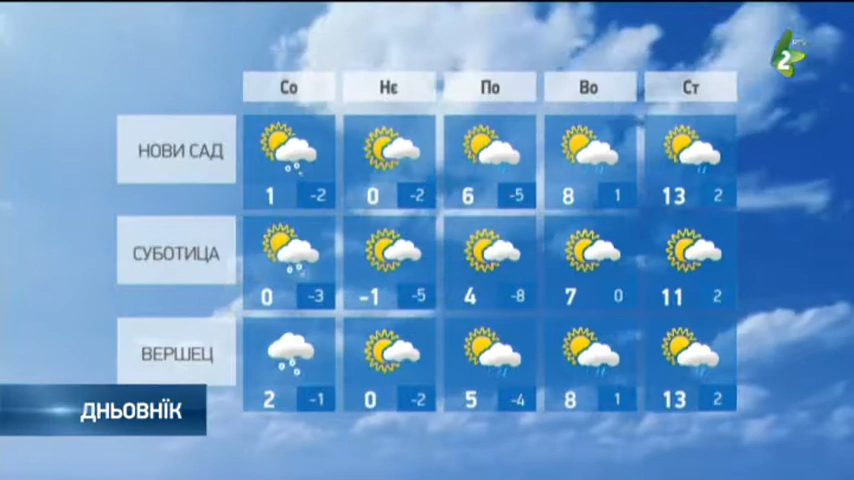 Со Нє По Во Ст
НОВИ САД
1 -2 0 -2 6 -5 8 1 13 2
СУБОТИЦА
0 -3 -1 -5 4 -8 7 0 11 2
ВЕРШЕЦ
2 -1 0 -2 5 -4 8 1 13 2
ДНЬОВНЇК
2